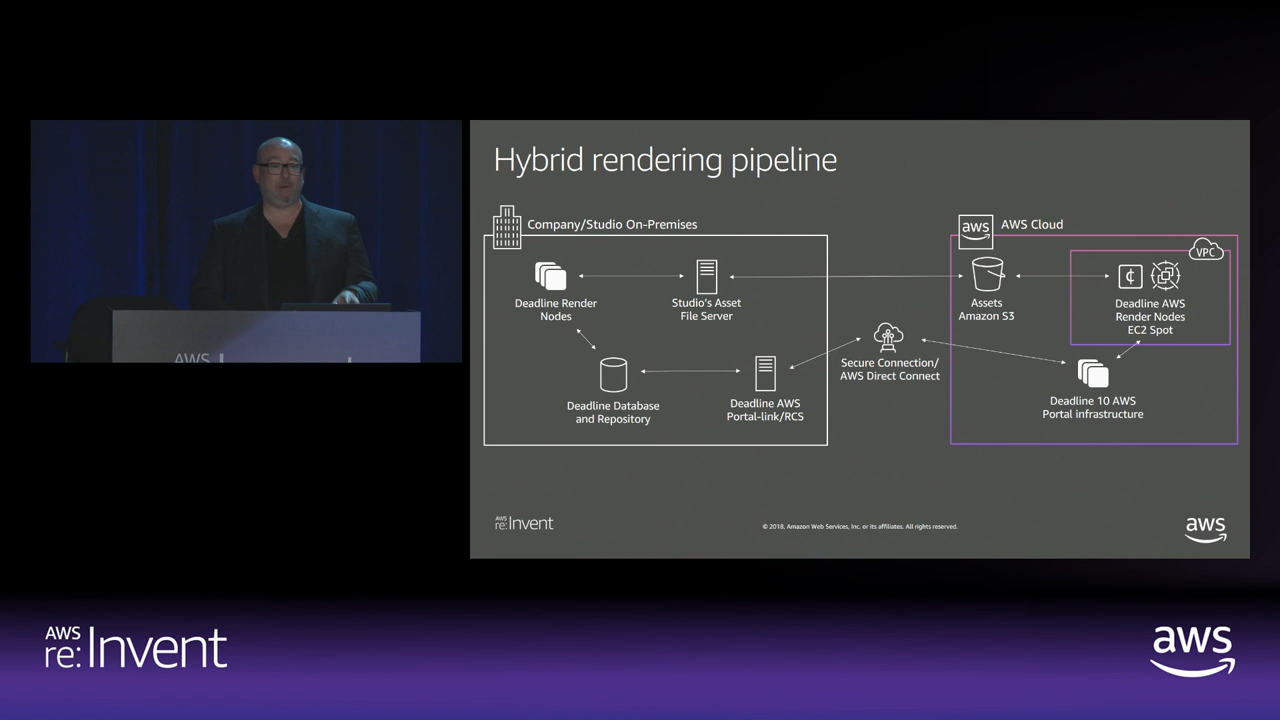 Hybrid rendering pipeline
Company/Studio On-Premises
aws
AWS Cloud
VPC
¢
Deadline Render
Nodes
Studio's Asset
File Server
Assets
Amazon S3
Deadline AWS
Render Nodes
EC2 Spot
Secure Connection/
AWS Direct Connect
Deadline Database
and Repository
Deadline AWS
Portal-link/RCS
Deadline 10 AWS
Portal infrastructure
AWS
AWS
re:Invent
© 2018, Amazon Web Services, Inc. or its affiliates. All rights reserved.
aws
AWS
re:Invent
aws